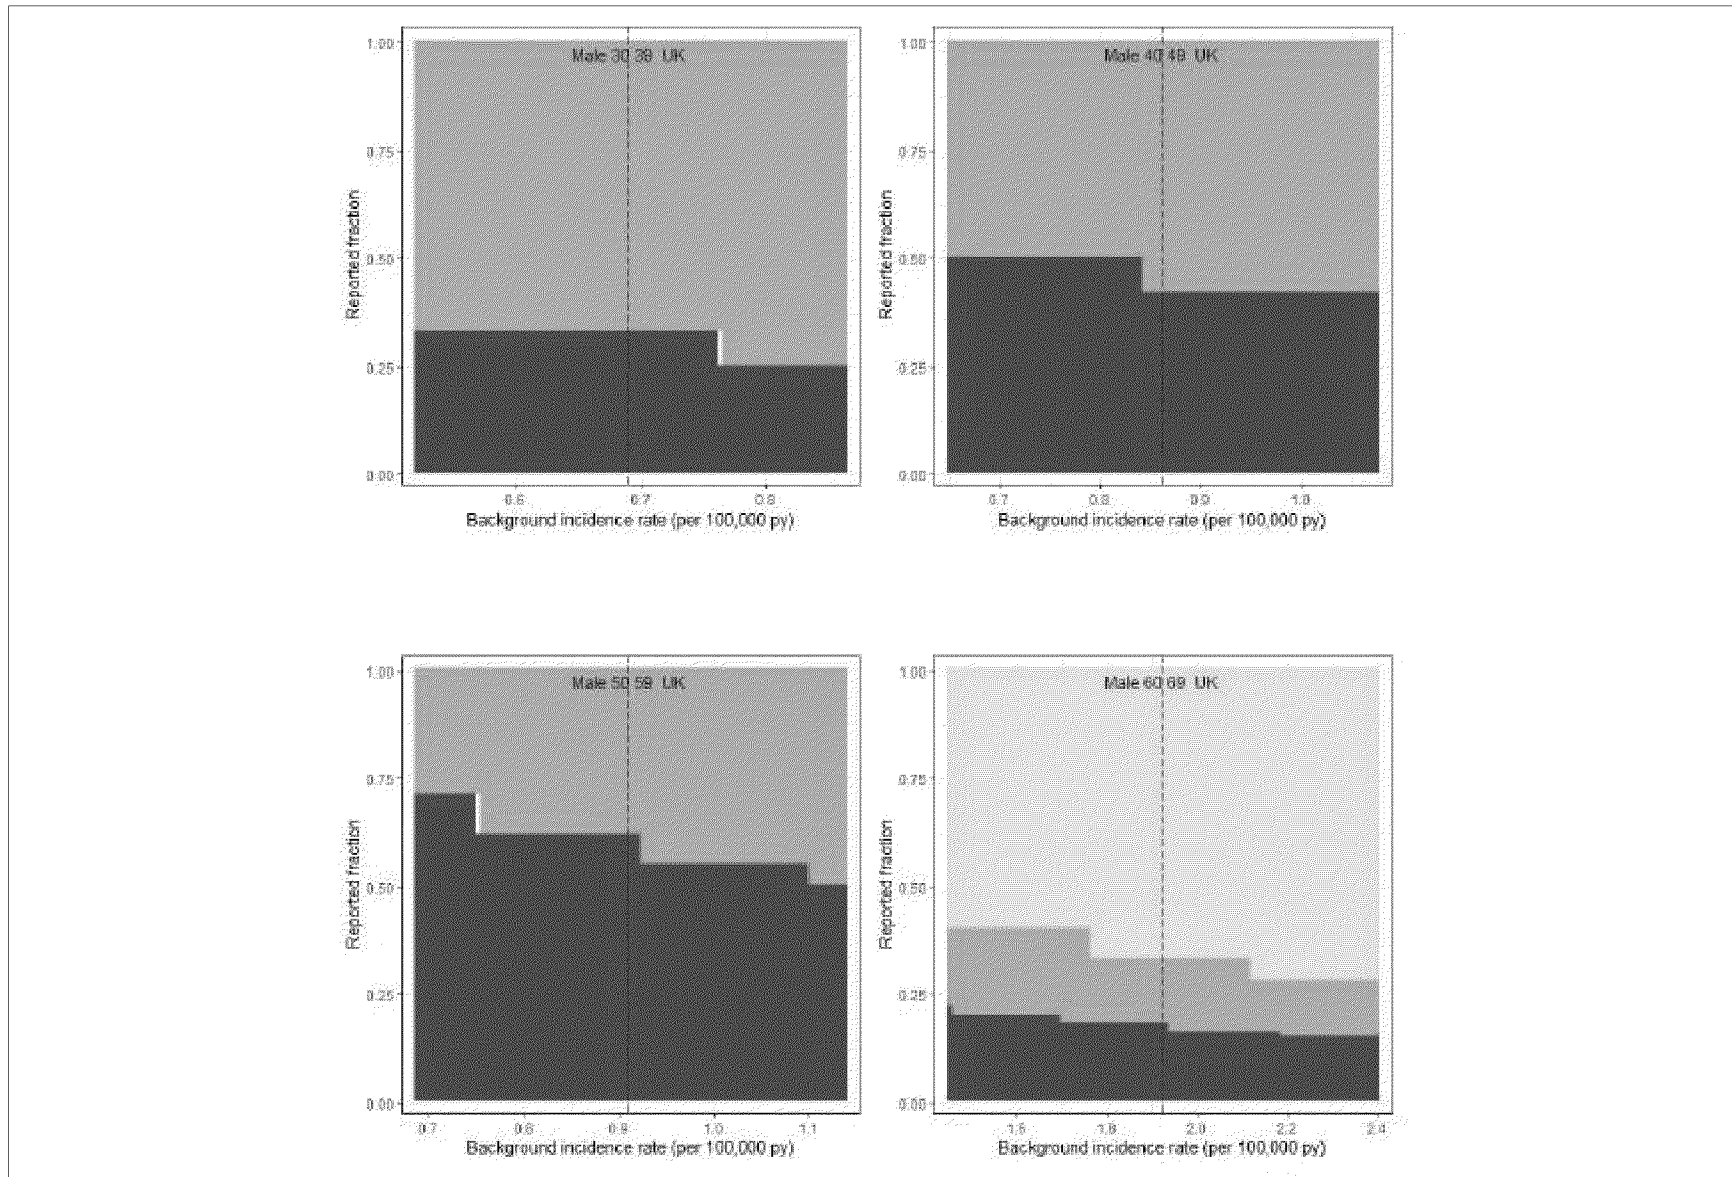 Male 30 39 UK
1.00
0.75
0.50
0.25
0.00
Reported fraction
0.6 0.7 0.8
Background incidence rate (per 100,000 py)
Male 40 49 UK
1.00
0.75
0.50
0.25
0.00
Reported fraction
0.7 0.8 0.9 1.0
Background incidence rate (per 100,000 py)
Male 50 59 UK
1.00
0.75
0.50
0.25
0.00
Reported fraction
0.7 0.8 0.9 1.0 1.1
Background incidence rate (per 100,000 py)
Male 60 69 UK
1.00
0.75
0.50
0.25
0.00
Reported fraction
1.6 1.8 2.0 2.2 2.4
Background incidence rate (per 100,000 py)